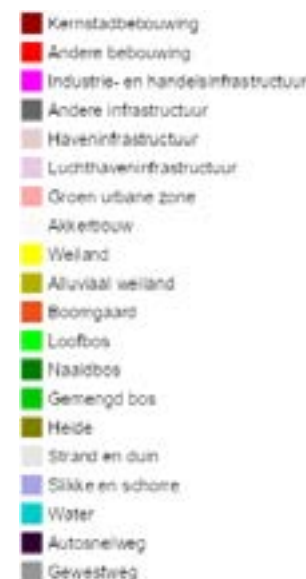 Kernstadbebouwing
Andere bebouwing
Industrie- en handelsinfrastructuur
Andere infrastructuur
Haveninfrastructuur
Luchthaveninfrastructuur
Groen urbane zone
Akkerbouw
Weiland
Alluviaal weiland
Boomgaard
Loofbos
Naaldbos
Gemengd bos
Heide
Strand en duin
Slikke en schorre
Water
Autosnelweg
Gewestweg